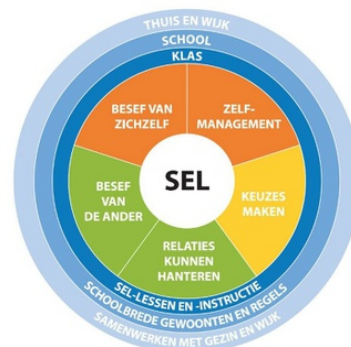 THUIS EN WIJK
SCHOOL
KLAS
BESEF VAN
ZICHZELF
ZELF-
MANAGEMENT
SEL
BESEF
VAN
DE ANDER
KEUZES
MAKEN
RELATIES
KUNNEN
HANTEREN
SEL-LESSEN EN -INSTRUCTIE
SCHOOLBREDE GEWOONTEN EN REGELS
SAMENWERKEN MET GEZIN EN WIJK